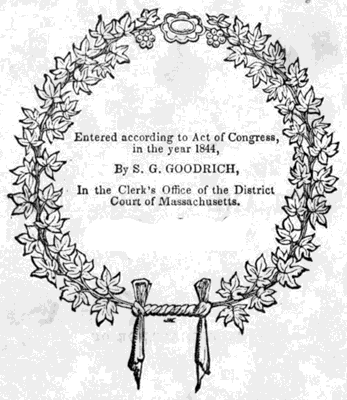 Entered according to Act of Congress,
in the year 1844,
By S. G. GOODRICH,
In the Clerk's Office of the District
Court of Massachusetts.